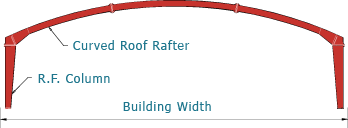 Curved Roof Rafter
R.F. Column
Building Width